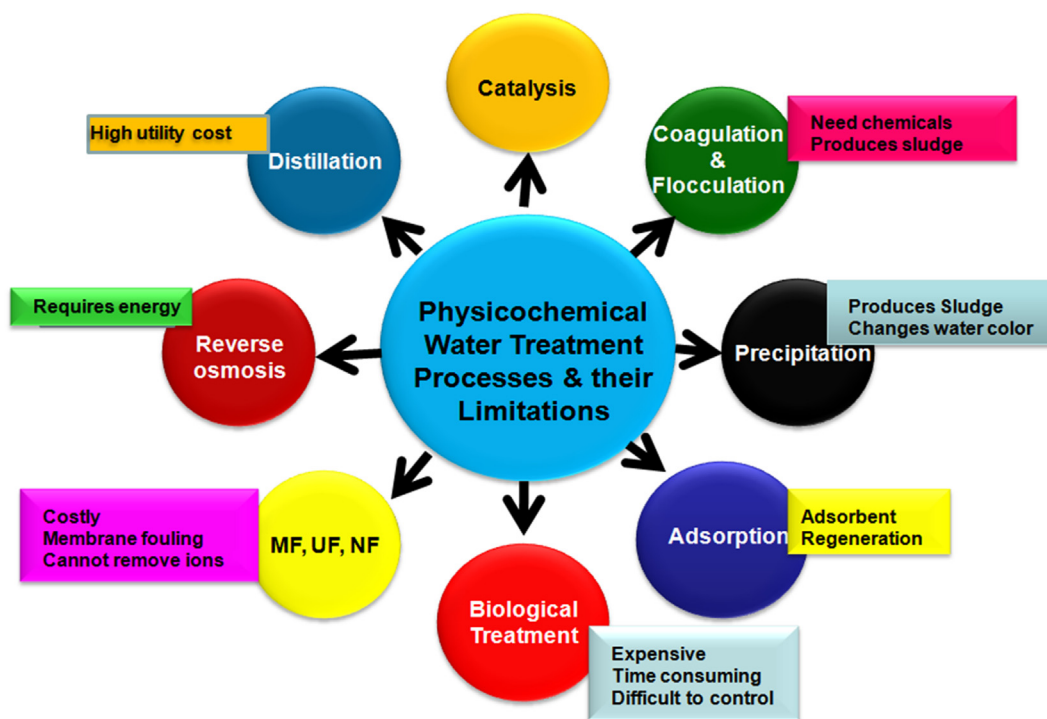 Catalysis
Coagulation
&
Flocculation
Need chemicals
Produces sludge
High utility cost
Distillation
Requires energy
Reverse
osmosis
Physicochemical
Water Treatment
Processes & their
Limitations
Produces Sludge
Changes water color
Precipitation
Costly
Membrane fouling
Cannot remove ions
MF, UF, NF
Adsorption
Adsorbent
Regeneration
Biological
Treatment
Expensive
Time consuming
Difficult to control